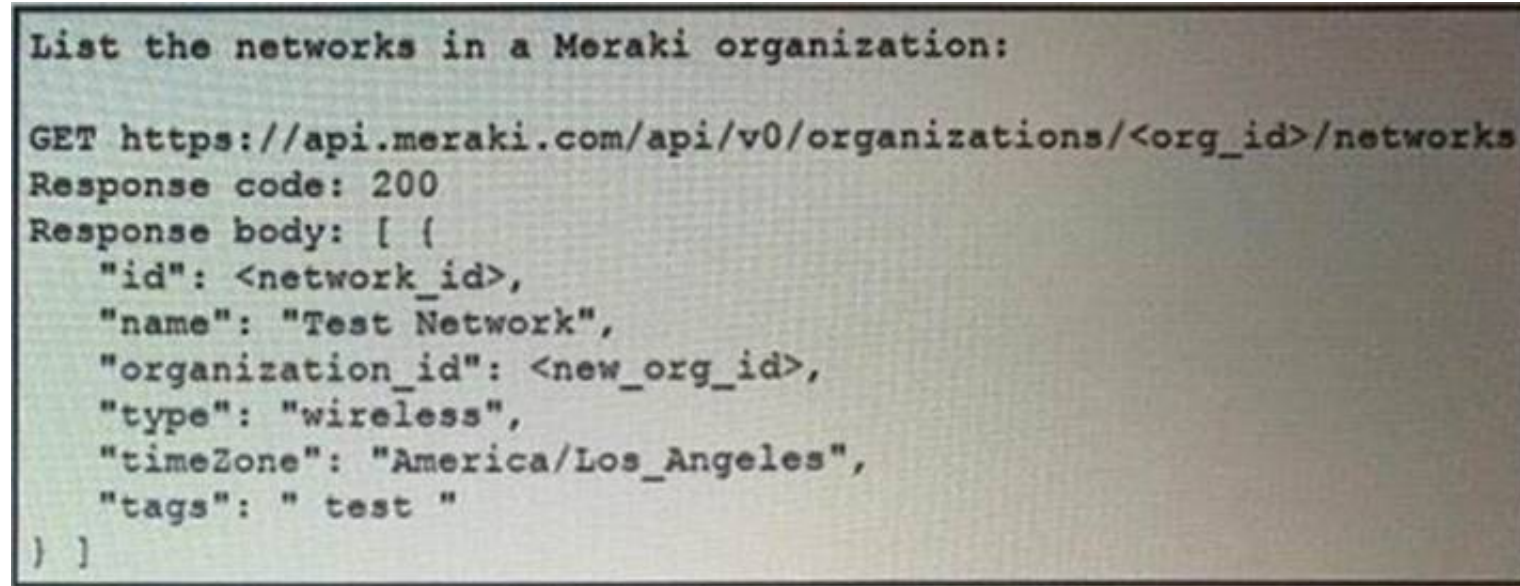 List the networks in a Meraki organization:
GET https://api.meraki.com/api/v0/organizations/<org_id>/networks
Response code: 200
Response body: [ {
"id": <network_id>,
"name": "Test Network",
"organization_id": <new_org_id>,
"type": "wireless",
"timeZone": "America/Los_Angeles",
"tags": " test "
} ]